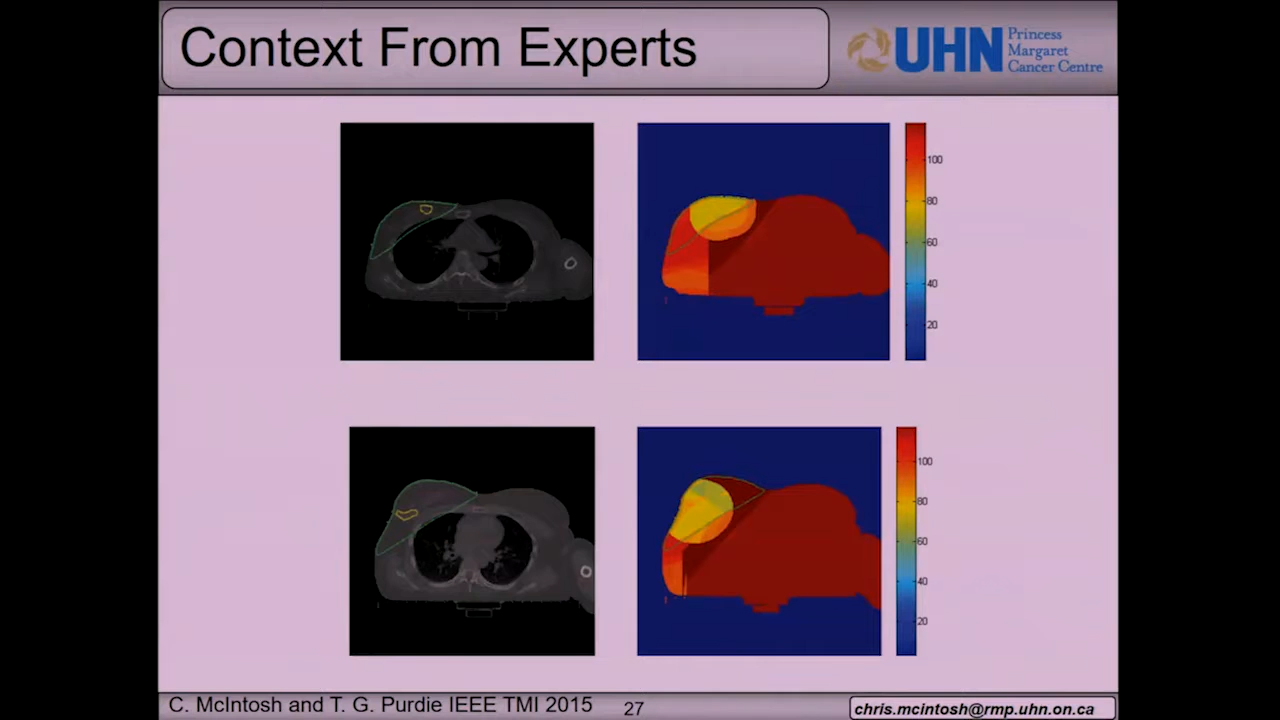 Context From Experts
UHN
Princess
Margaret
Cancer Centre
100
80
60
40
20
100
80
60
40
20
C. McIntosh and T. G. Purdie IEEE TMI 2015
27
chris.mcintosh@rmp.uhn.on.ca